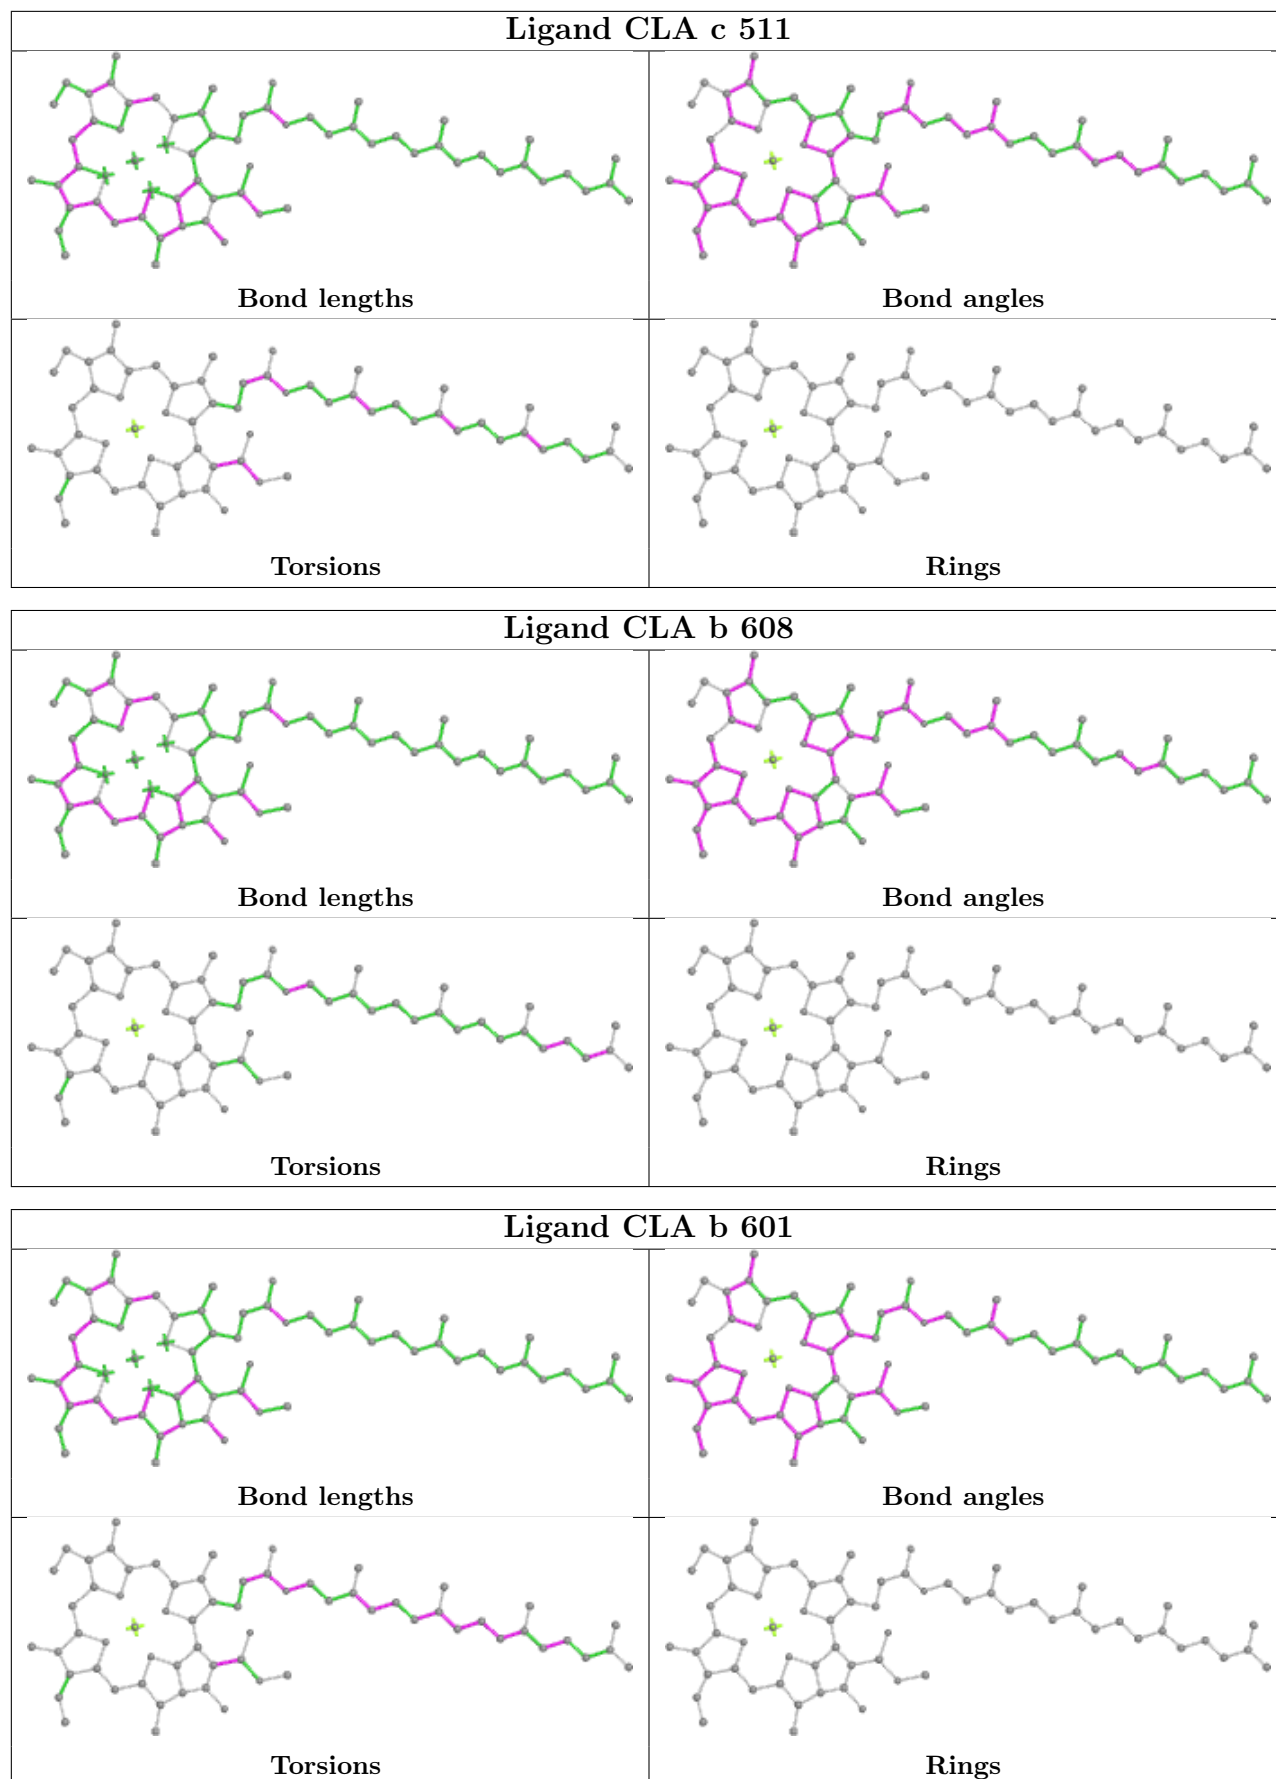 Ligand CLA c 511
Bond lengths
Bond angles
Torsions
Rings
Ligand CLA b 608
Bond lengths
Bond angles
Torsions
Rings
Ligand CLA b 601
Bond lengths
Bond angles
Torsions
Rings